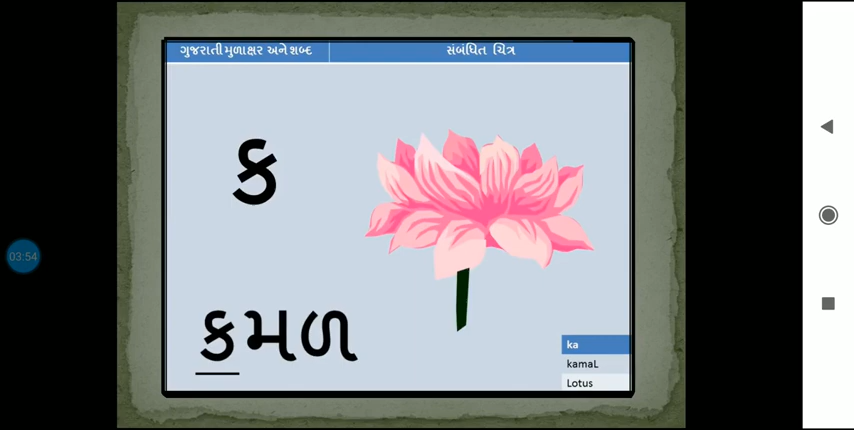 ગુજરાતી મુળાક્ષર અને શબ્દ
સંબંધિત ચિત્ર
ક
03:54
કમળ
ka
kamaL
Lotus